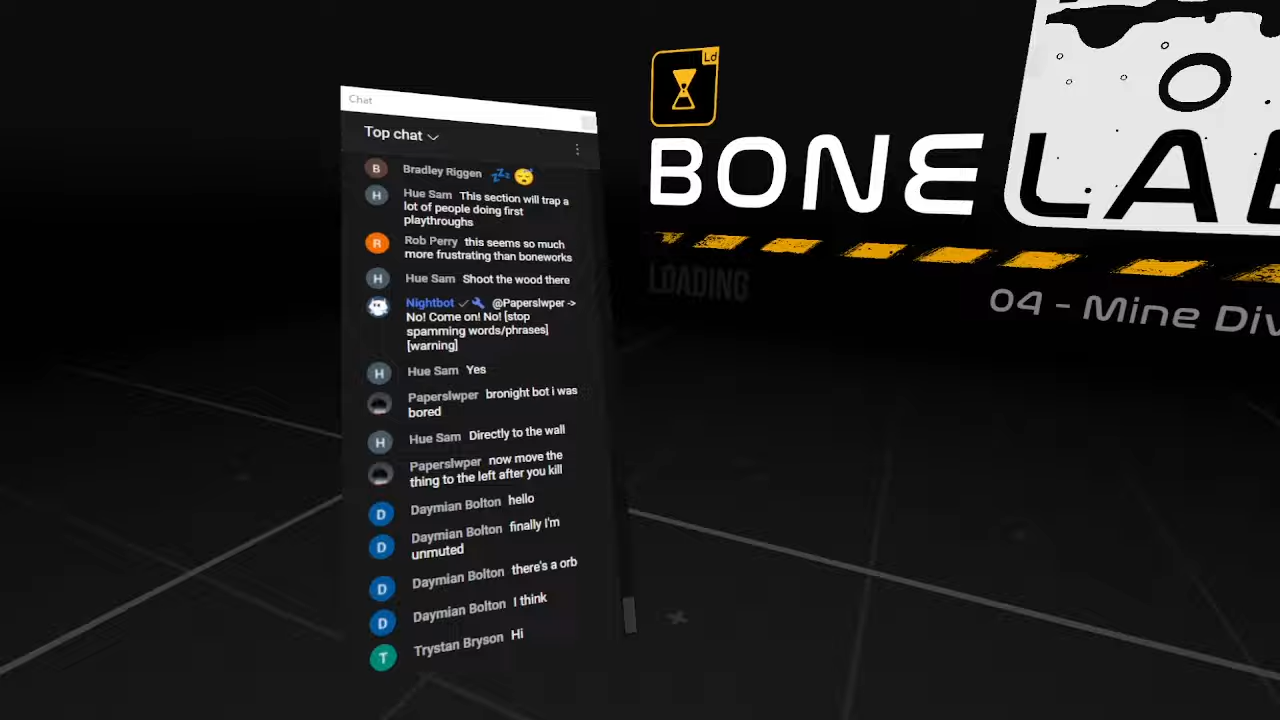 Chat
Top chat
Bradley Riggen
Hue Sam This section will trap a
lot of people doing first
playthroughs
Rob Perry this seems so much
more frustrating than boneworks
Hue Sam Shoot the wood there
Nightbot @Paperslwper ->
No! Come on! No! [stop
spamming words/phrases]
[warning]
Hue Sam Yes
Paperslwper bronight bot i was
bored
Hue Sam Directly to the wall
Paperslwper now move the
thing to the left after you kill
Daymian Bolton hello
Daymian Bolton finally I'm
unmuted
Daymian Bolton there's a orb
Daymian Bolton I think
Trystan Bryson Hi
B
H
R
H
H
H
D
D
D
D
T
Ld
BONELAB
LOADING
04 - Mine Div